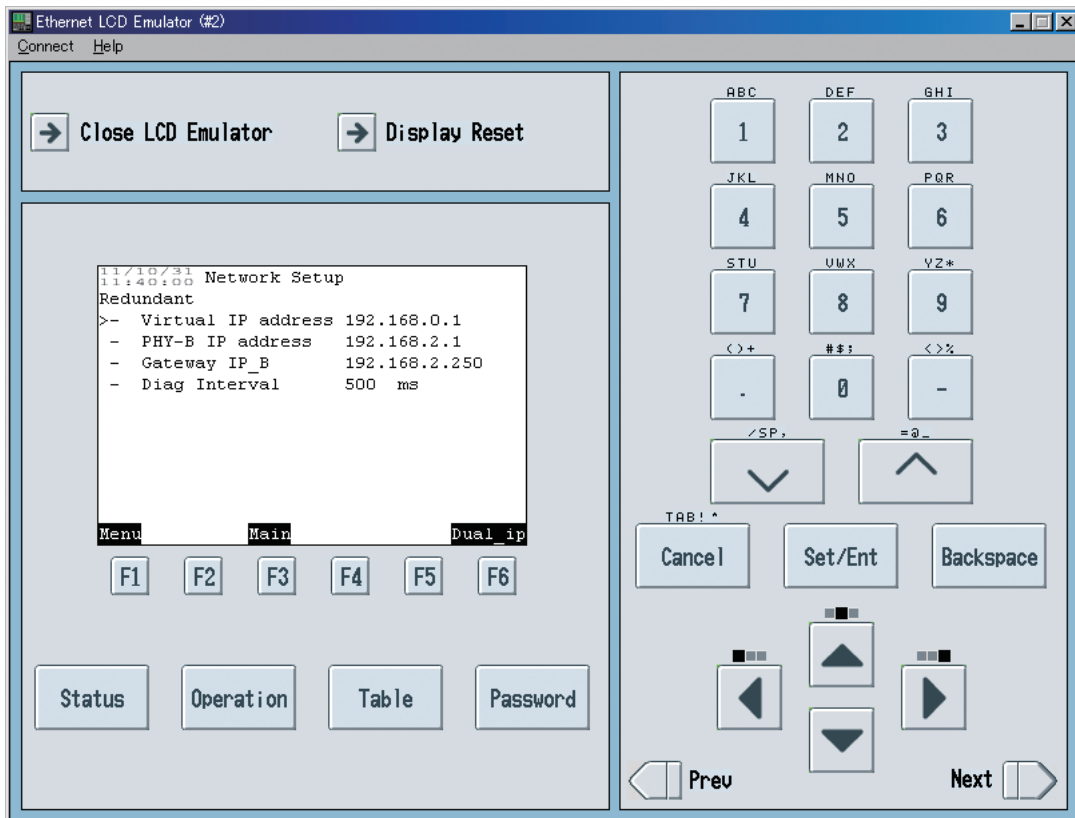 Ethernet LCD Emulator (#2)
Connect Help
Close LCD Emulator Display Reset
11/10/31
11:40:00 Network Setup
Redundant
>- Virtual IP address 192.168.0.1
- PHY-B IP address 192.168.2.1
- Gateway IP_B 192.168.2.250
- Diag Interval 500 ms
Menu Main Dual_ip
F1 F2 F3 F4 F5 F6
Status Operation Table Password
ABC DEF GHI
1 2 3
JKL MNO PQR
4 5 6
STU VWX YZ*
7 8 9
()+ #$; <>%
. 0 -
/SP, =@_
TAB!^
Cancel Set/Ent Backspace
Prev Next